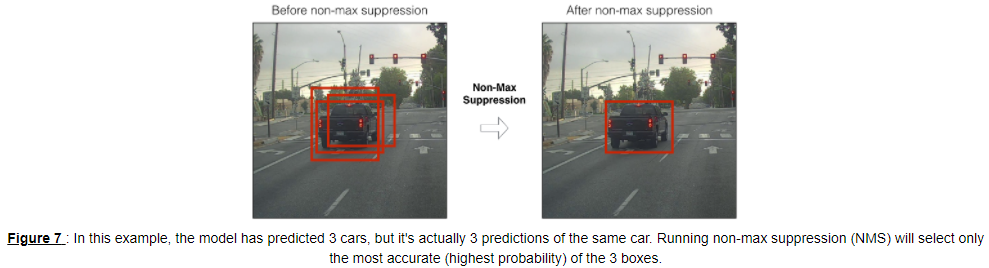 Before non-max suppression
After non-max suppression
Non-Max
Suppression
Figure 7 : In this example, the model has predicted 3 cars, but it's actually 3 predictions of the same car. Running non-max suppression (NMS) will select only
the most accurate (highest probability) of the 3 boxes.